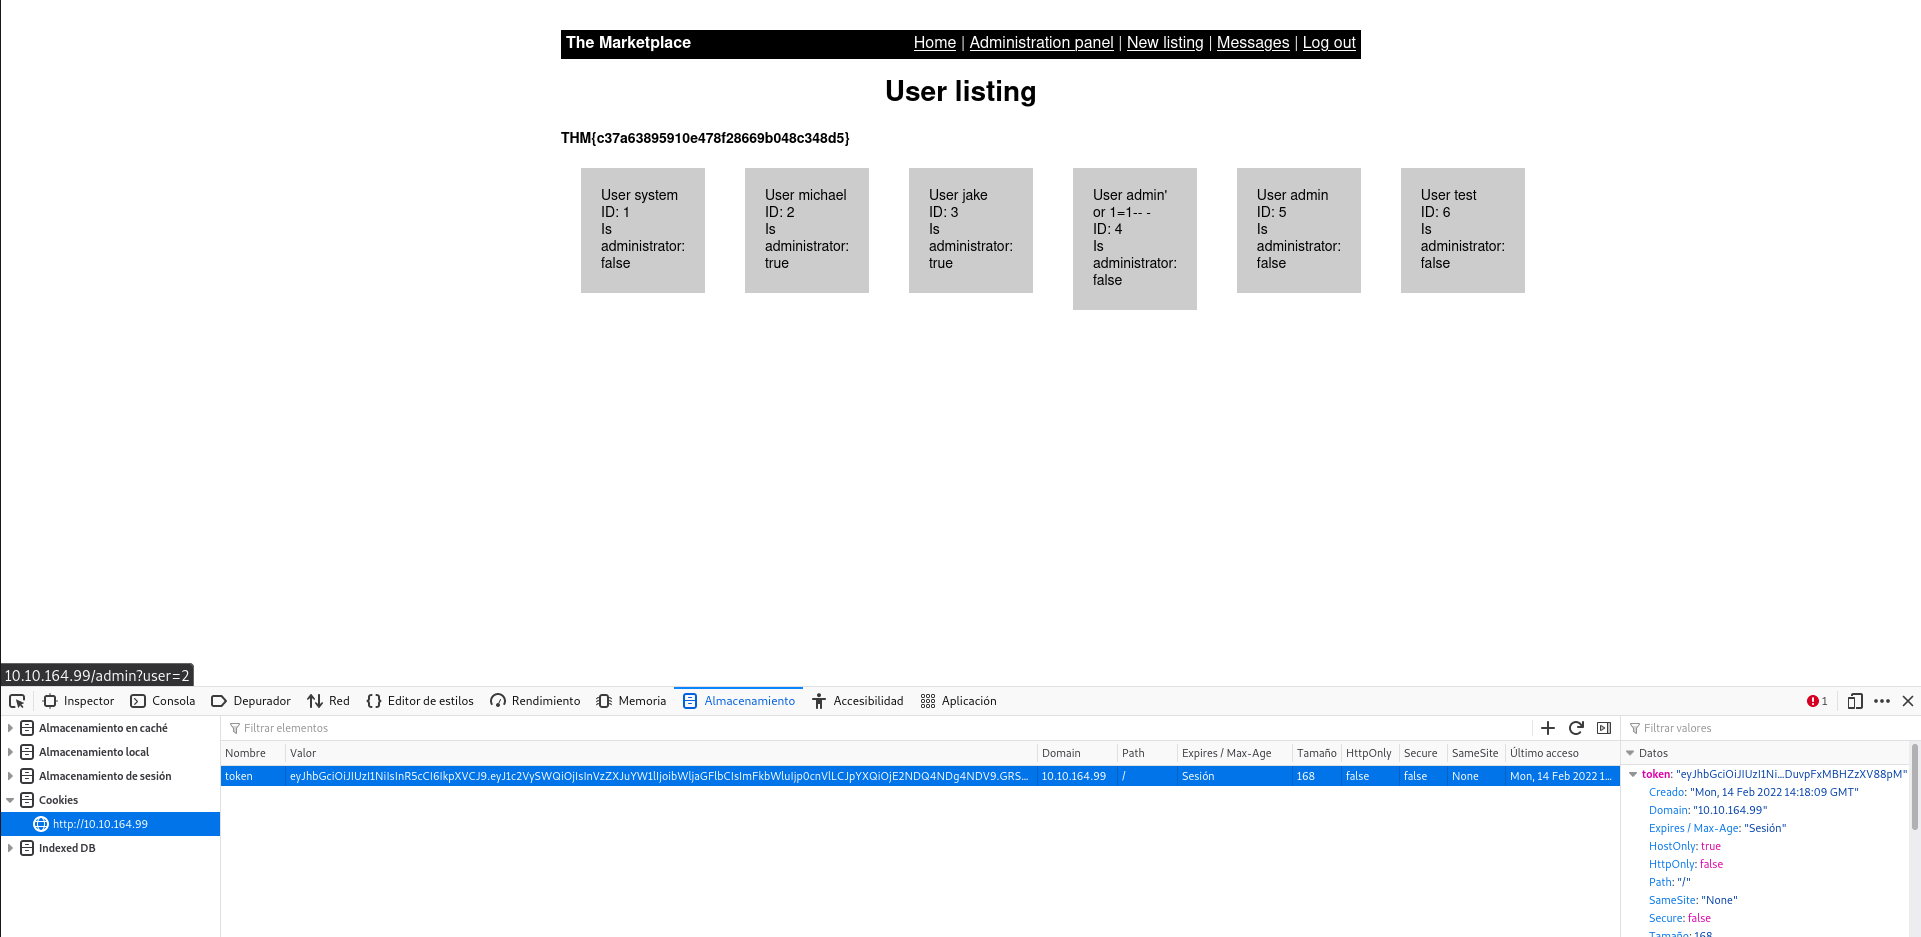 The Marketplace
Home | Administration panel | New listing | Messages | Log out
User listing
THM{c37a63895910e478f28669b048c348d5}
User system
ID: 1
Is
administrator:
false
User michael
ID: 2
Is
administrator:
true
User jake
ID: 3
Is
administrator:
true
User admin'
or 1=1-- -
ID: 4
Is
administrator:
false
User admin
ID: 5
Is
administrator:
false
User test
ID: 6
Is
administrator:
false
10.10.164.99/admin?user=2
Inspector Consola Depurador Red Editor de estilos Rendimiento Memoria Almacenamiento Accesibilidad Aplicación 1
Almacenamiento en caché
Almacenamiento local
Almacenamiento de sesión
Cookies
http://10.10.164.99
Indexed DB
Filtrar elementos
Nombre Valor Domain Path Expires / Max-Age Tamaño HttpOnly Secure SameSite Último acceso
token 10.10.164.99 / Sesión 168 false false None Mon, 14 Feb 2022 1...
Filtrar valores
Datos
token: "eyJhbGciOiJIUzI1Ni...DuvpFxMBHZzXV88pM"
Creado: "Mon, 14 Feb 2022 14:18:09 GMT"
Domain: "10.10.164.99"
Expires / Max-Age: "Sesión"
HostOnly: true
HttpOnly: false
Path: "/"
SameSite: "None"
Secure: false
Tamaño: 168